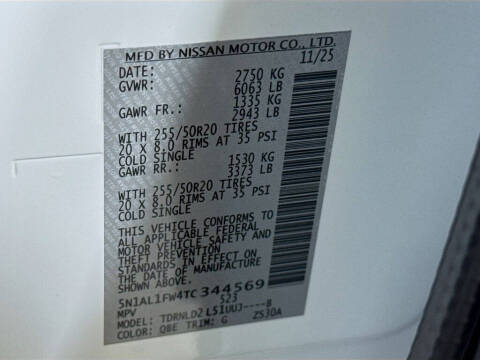 MFD BY NISSAN MOTOR CO., LTD.
DATE: 11/25
GVWR: 2750 KG
6063 LB
GAWR FR.: 1335 KG
2943 LB
WITH 255/50R20 TIRES
20 X 8.0 RIMS AT 35 PSI
COLD SINGLE
GAWR RR.: 1530 KG
3373 LB
WITH 255/50R20 TIRES
20 X 8.0 RIMS AT 35 PSI
COLD SINGLE
THIS VEHICLE CONFORMS TO
ALL APPLICABLE FEDERAL
MOTOR VEHICLE SAFETY AND
THEFT PREVENTION
STANDARDS IN EFFECT ON
THE DATE OF MANUFACTURE
SHOWN ABOVE.
5N1AL1FW4TC344569
MPV 523
MODEL: TDRNLD2L51UUJ----B
COLOR: QBE TRIM: G ZS30A